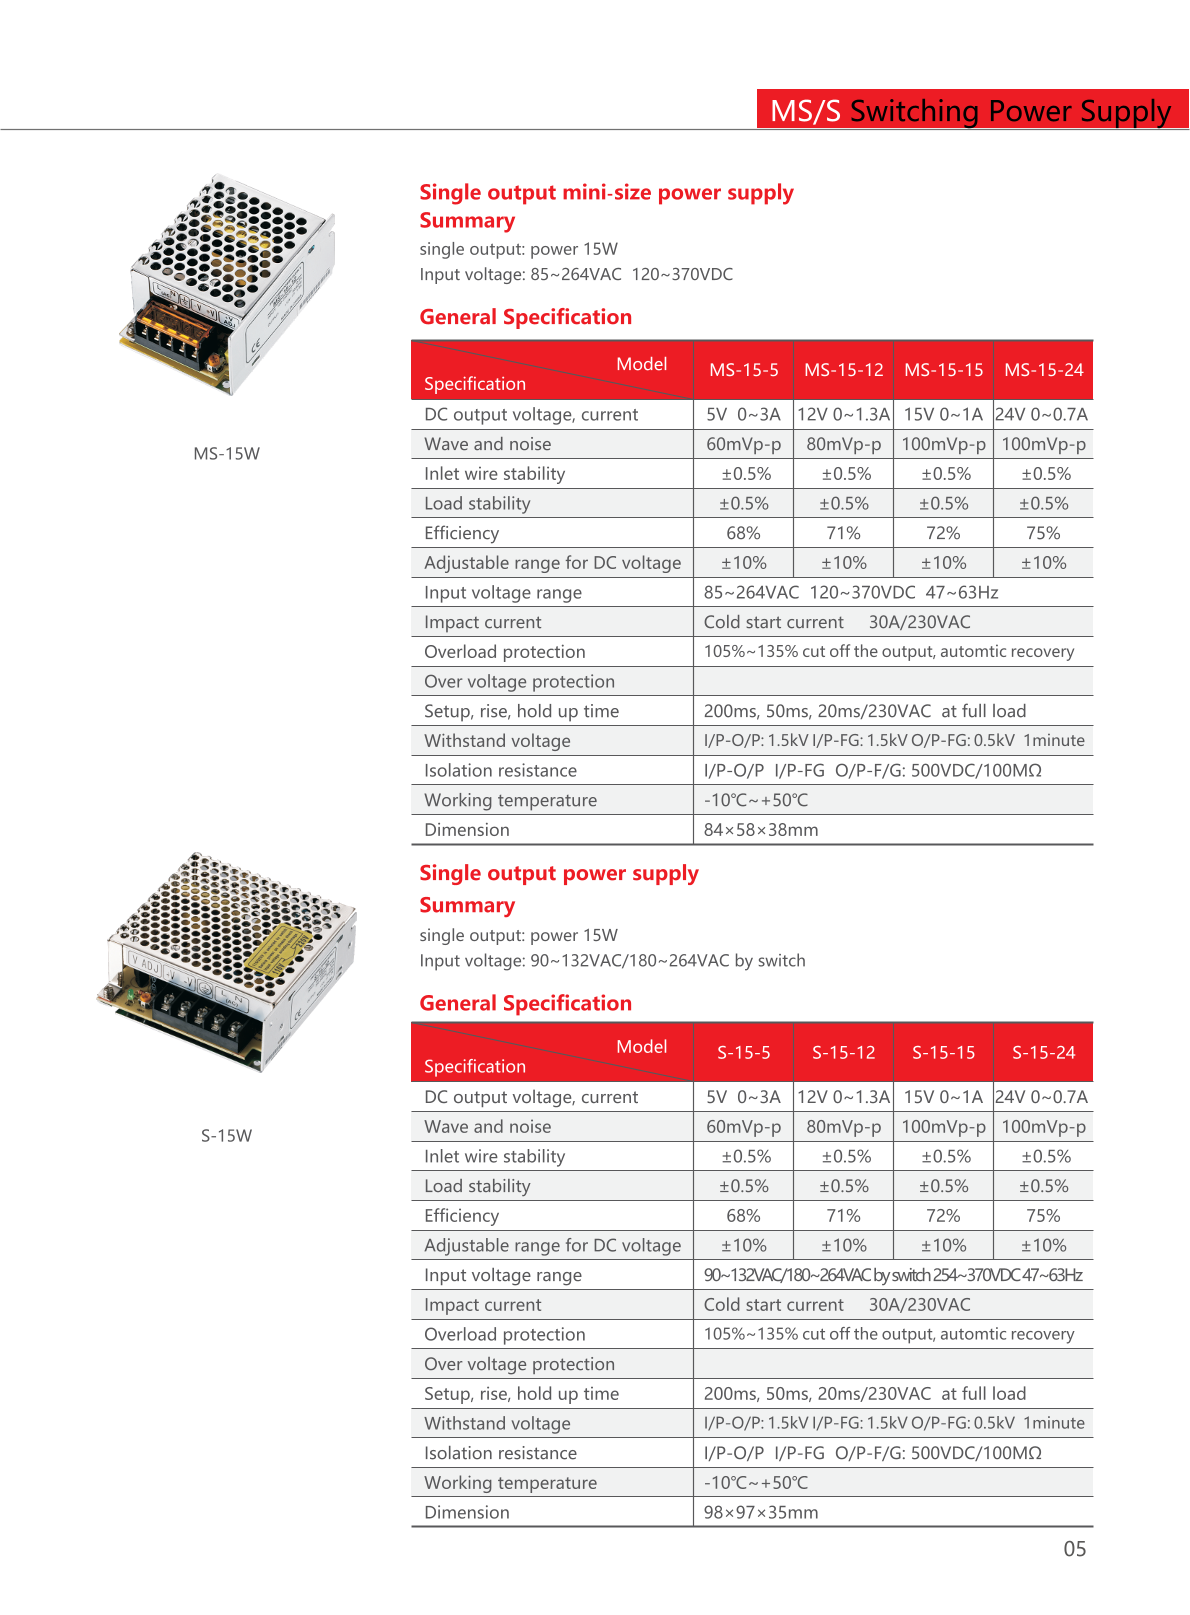 MS/S Switching Power Supply
Single output mini-size power supply
Summary
single output: power 15W
Input voltage: 85~264VAC 120~370VDC
General Specification
MS-15W
Model
Specification
MS-15-5 MS-15-12 MS-15-15 MS-15-24
DC output voltage, current 5V 0~3A 12V 0~1.3A 15V 0~1A 24V 0~0.7A
Wave and noise 60mVp-p 80mVp-p 100mVp-p 100mVp-p
Inlet wire stability ±0.5% ±0.5% ±0.5% ±0.5%
Load stability ±0.5% ±0.5% ±0.5% ±0.5%
Efficiency 68% 71% 72% 75%
Adjustable range for DC voltage ±10% ±10% ±10% ±10%
Input voltage range 85~264VAC 120~370VDC 47~63Hz
Impact current Cold start current 30A/230VAC
Overload protection 105%~135% cut off the output, automtic recovery
Over voltage protection
Setup, rise, hold up time 200ms, 50ms, 20ms/230VAC at full load
Withstand voltage I/P-O/P: 1.5kV I/P-FG: 1.5kV O/P-FG: 0.5kV 1minute
Isolation resistance I/P-O/P I/P-FG O/P-F/G: 500VDC/100MΩ
Working temperature -10℃~+50℃
Dimension 84×58×38mm
Single output power supply
Summary
single output: power 15W
Input voltage: 90~132VAC/180~264VAC by switch
General Specification
V ADJ -V +V
S-15W
Model
Specification
S-15-5 S-15-12 S-15-15 S-15-24
DC output voltage, current 5V 0~3A 12V 0~1.3A 15V 0~1A 24V 0~0.7A
Wave and noise 60mVp-p 80mVp-p 100mVp-p 100mVp-p
Inlet wire stability ±0.5% ±0.5% ±0.5% ±0.5%
Load stability ±0.5% ±0.5% ±0.5% ±0.5%
Efficiency 68% 71% 72% 75%
Adjustable range for DC voltage ±10% ±10% ±10% ±10%
Input voltage range 90~132VAC/180~264VAC by switch 254~370VDC 47~63Hz
Impact current Cold start current 30A/230VAC
Overload protection 105%~135% cut off the output, automtic recovery
Over voltage protection
Setup, rise, hold up time 200ms, 50ms, 20ms/230VAC at full load
Withstand voltage I/P-O/P: 1.5kV I/P-FG: 1.5kV O/P-FG: 0.5kV 1minute
Isolation resistance I/P-O/P I/P-FG O/P-F/G: 500VDC/100MΩ
Working temperature -10℃~+50℃
Dimension 98×97×35mm
05